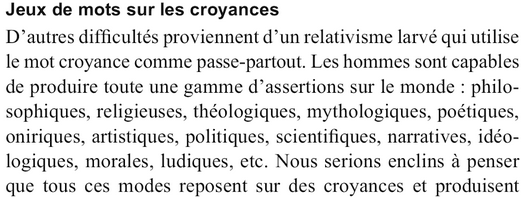 Jeux de mots sur les croyances
D’autres difficultés proviennent d’un relativisme larvé qui utilise
le mot croyance comme passe-partout. Les hommes sont capables
de produire toute une gamme d’assertions sur le monde : philo-
sophiques, religieuses, théologiques, mythologiques, poétiques,
oniriques, artistiques, politiques, scientifiques, narratives, idéo-
logiques, morales, ludiques, etc. Nous serions enclins à penser
que tous ces modes reposent sur des croyances et produisent